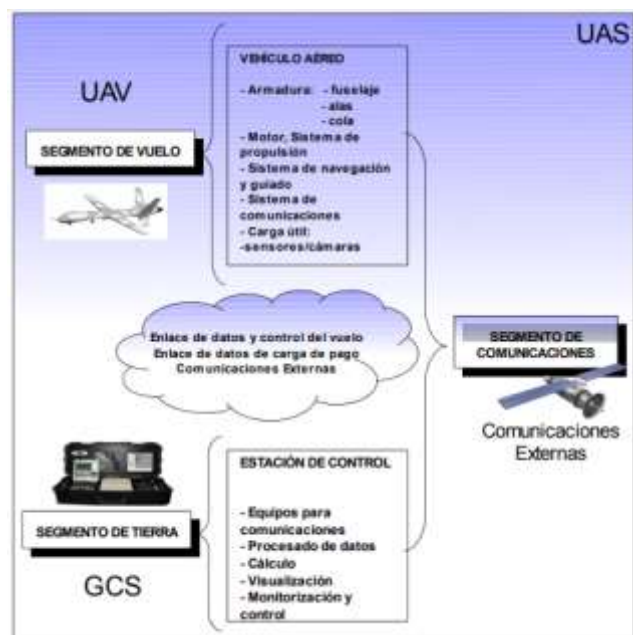 UAS
UAV
SEGMENTO DE VUELO
VEHÍCULO AÉREO
- Armadura: - fuselaje
- alas
- cola
- Motor, Sistema de
propulsión
- Sistema de navegación
y guiado
- Sistema de
comunicaciones
- Carga útil:
-sensores/cámaras
Enlace de datos y control del vuelo
Enlace de datos de carga de pago
Comunicaciones Externas
SEGMENTO DE
COMUNICACIONES
Comunicaciones
Externas
ESTACIÓN DE CONTROL
- Equipos para
comunicaciones
- Procesado de datos
- Cálculo
- Visualización
- Monitorización y
control
SEGMENTO DE TIERRA
GCS